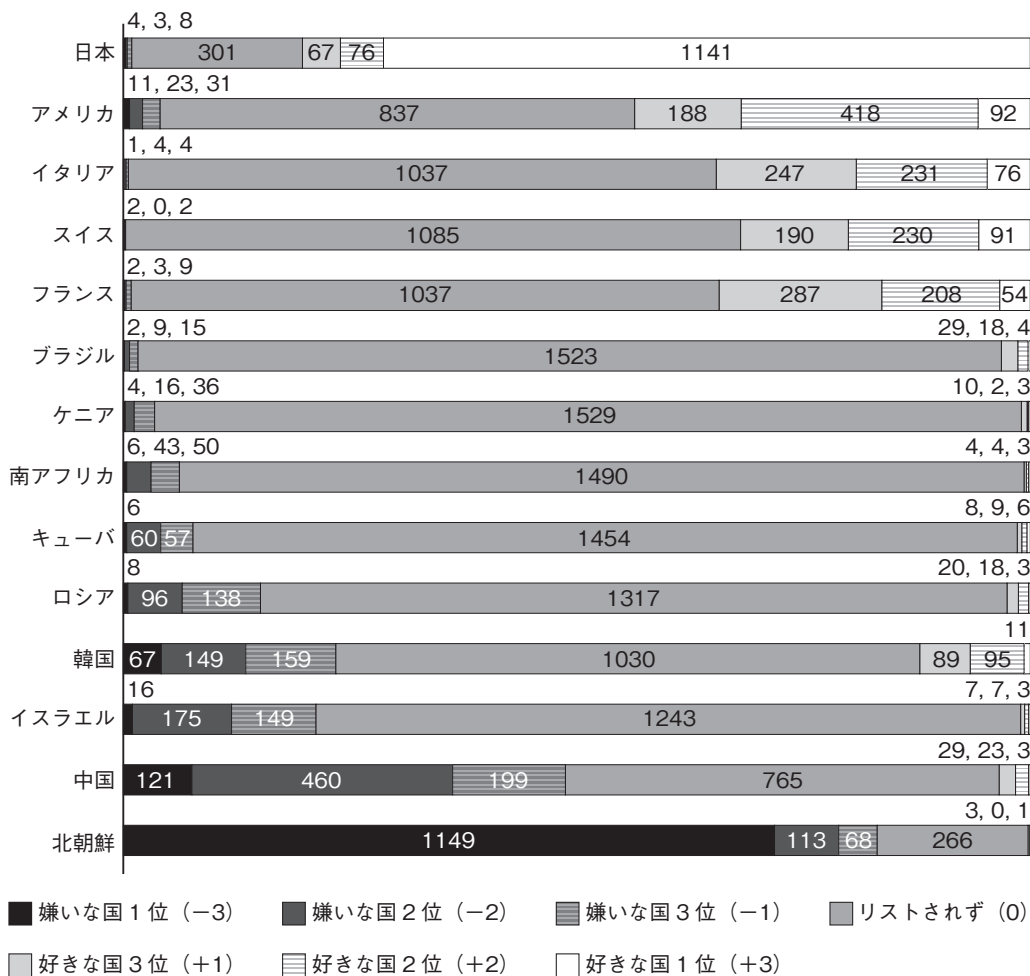 4, 3, 8
日本 301 67 76 1141
11, 23, 31
アメリカ 837 188 418 92
1, 4, 4
イタリア 1037 247 231 76
2, 0, 2
スイス 1085 190 230 91
2, 3, 9
フランス 1037 287 208 54
2, 9, 15 29, 18, 4
ブラジル 1523
4, 16, 36 10, 2, 3
ケニア 1529
6, 43, 50 4, 4, 3
南アフリカ 1490
6 8, 9, 6
キューバ 60 57 1454
8 20, 18, 3
ロシア 96 138 1317
11
韓国 67 149 159 1030 89 95
16 7, 7, 3
イスラエル 175 149 1243
29, 23, 3
中国 121 460 199 765
3, 0, 1
北朝鮮 1149 113 68 266
嫌いな国1位（−3） 嫌いな国2位（−2） 嫌いな国3位（−1） リストされず（0）
好きな国3位（+1） 好きな国2位（+2） 好きな国1位（+3）